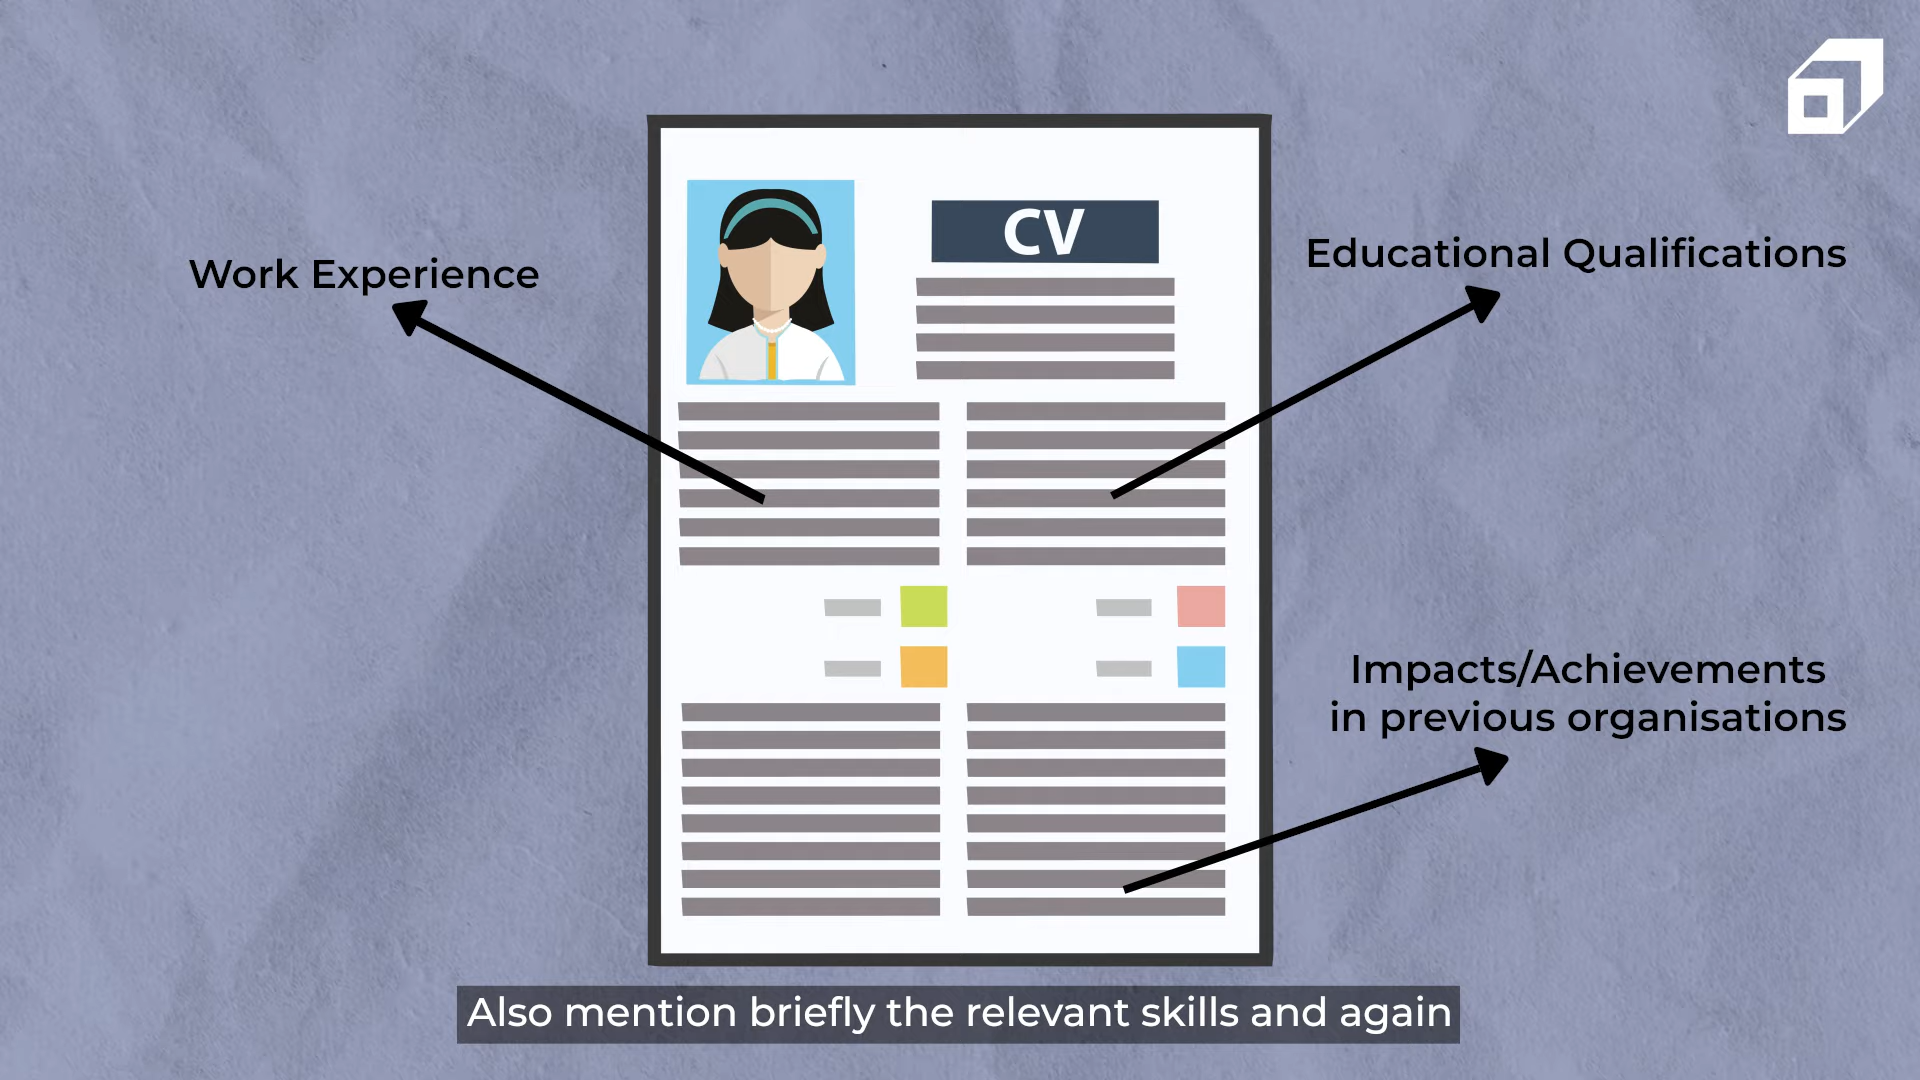 CV
Work Experience
Educational Qualifications
Impacts/Achievements
in previous organisations
Also mention briefly the relevant skills and again